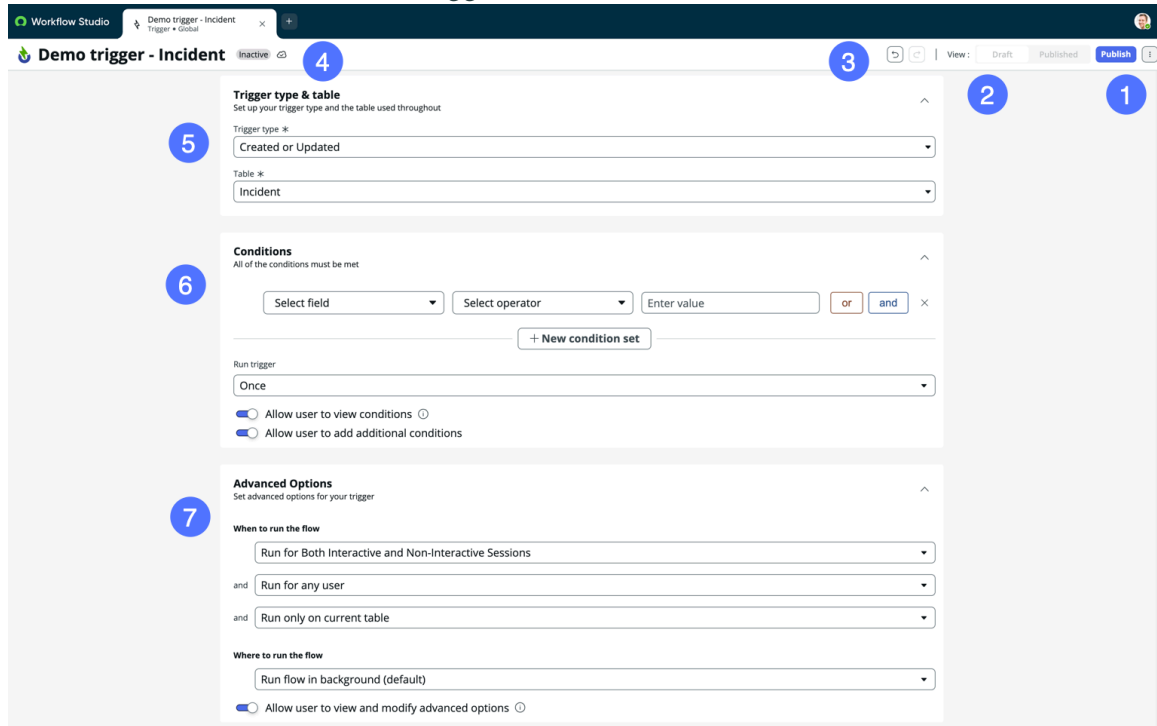 Workflow Studio
Demo trigger - Incident
Trigger • Global
Demo trigger - Incident
Inactive
4
3
View :
Draft
Published
Publish
2
1
Trigger type & table
Set up your trigger type and the table used throughout
5
Trigger type *
Created or Updated
Table *
Incident
Conditions
All of the conditions must be met
6
Select field
Select operator
Enter value
or
and
+ New condition set
Run trigger
Once
Allow user to view conditions
Allow user to add additional conditions
Advanced Options
Set advanced options for your trigger
7
When to run the flow
Run for Both Interactive and Non-Interactive Sessions
and Run for any user
and Run only on current table
Where to run the flow
Run flow in background (default)
Allow user to view and modify advanced options